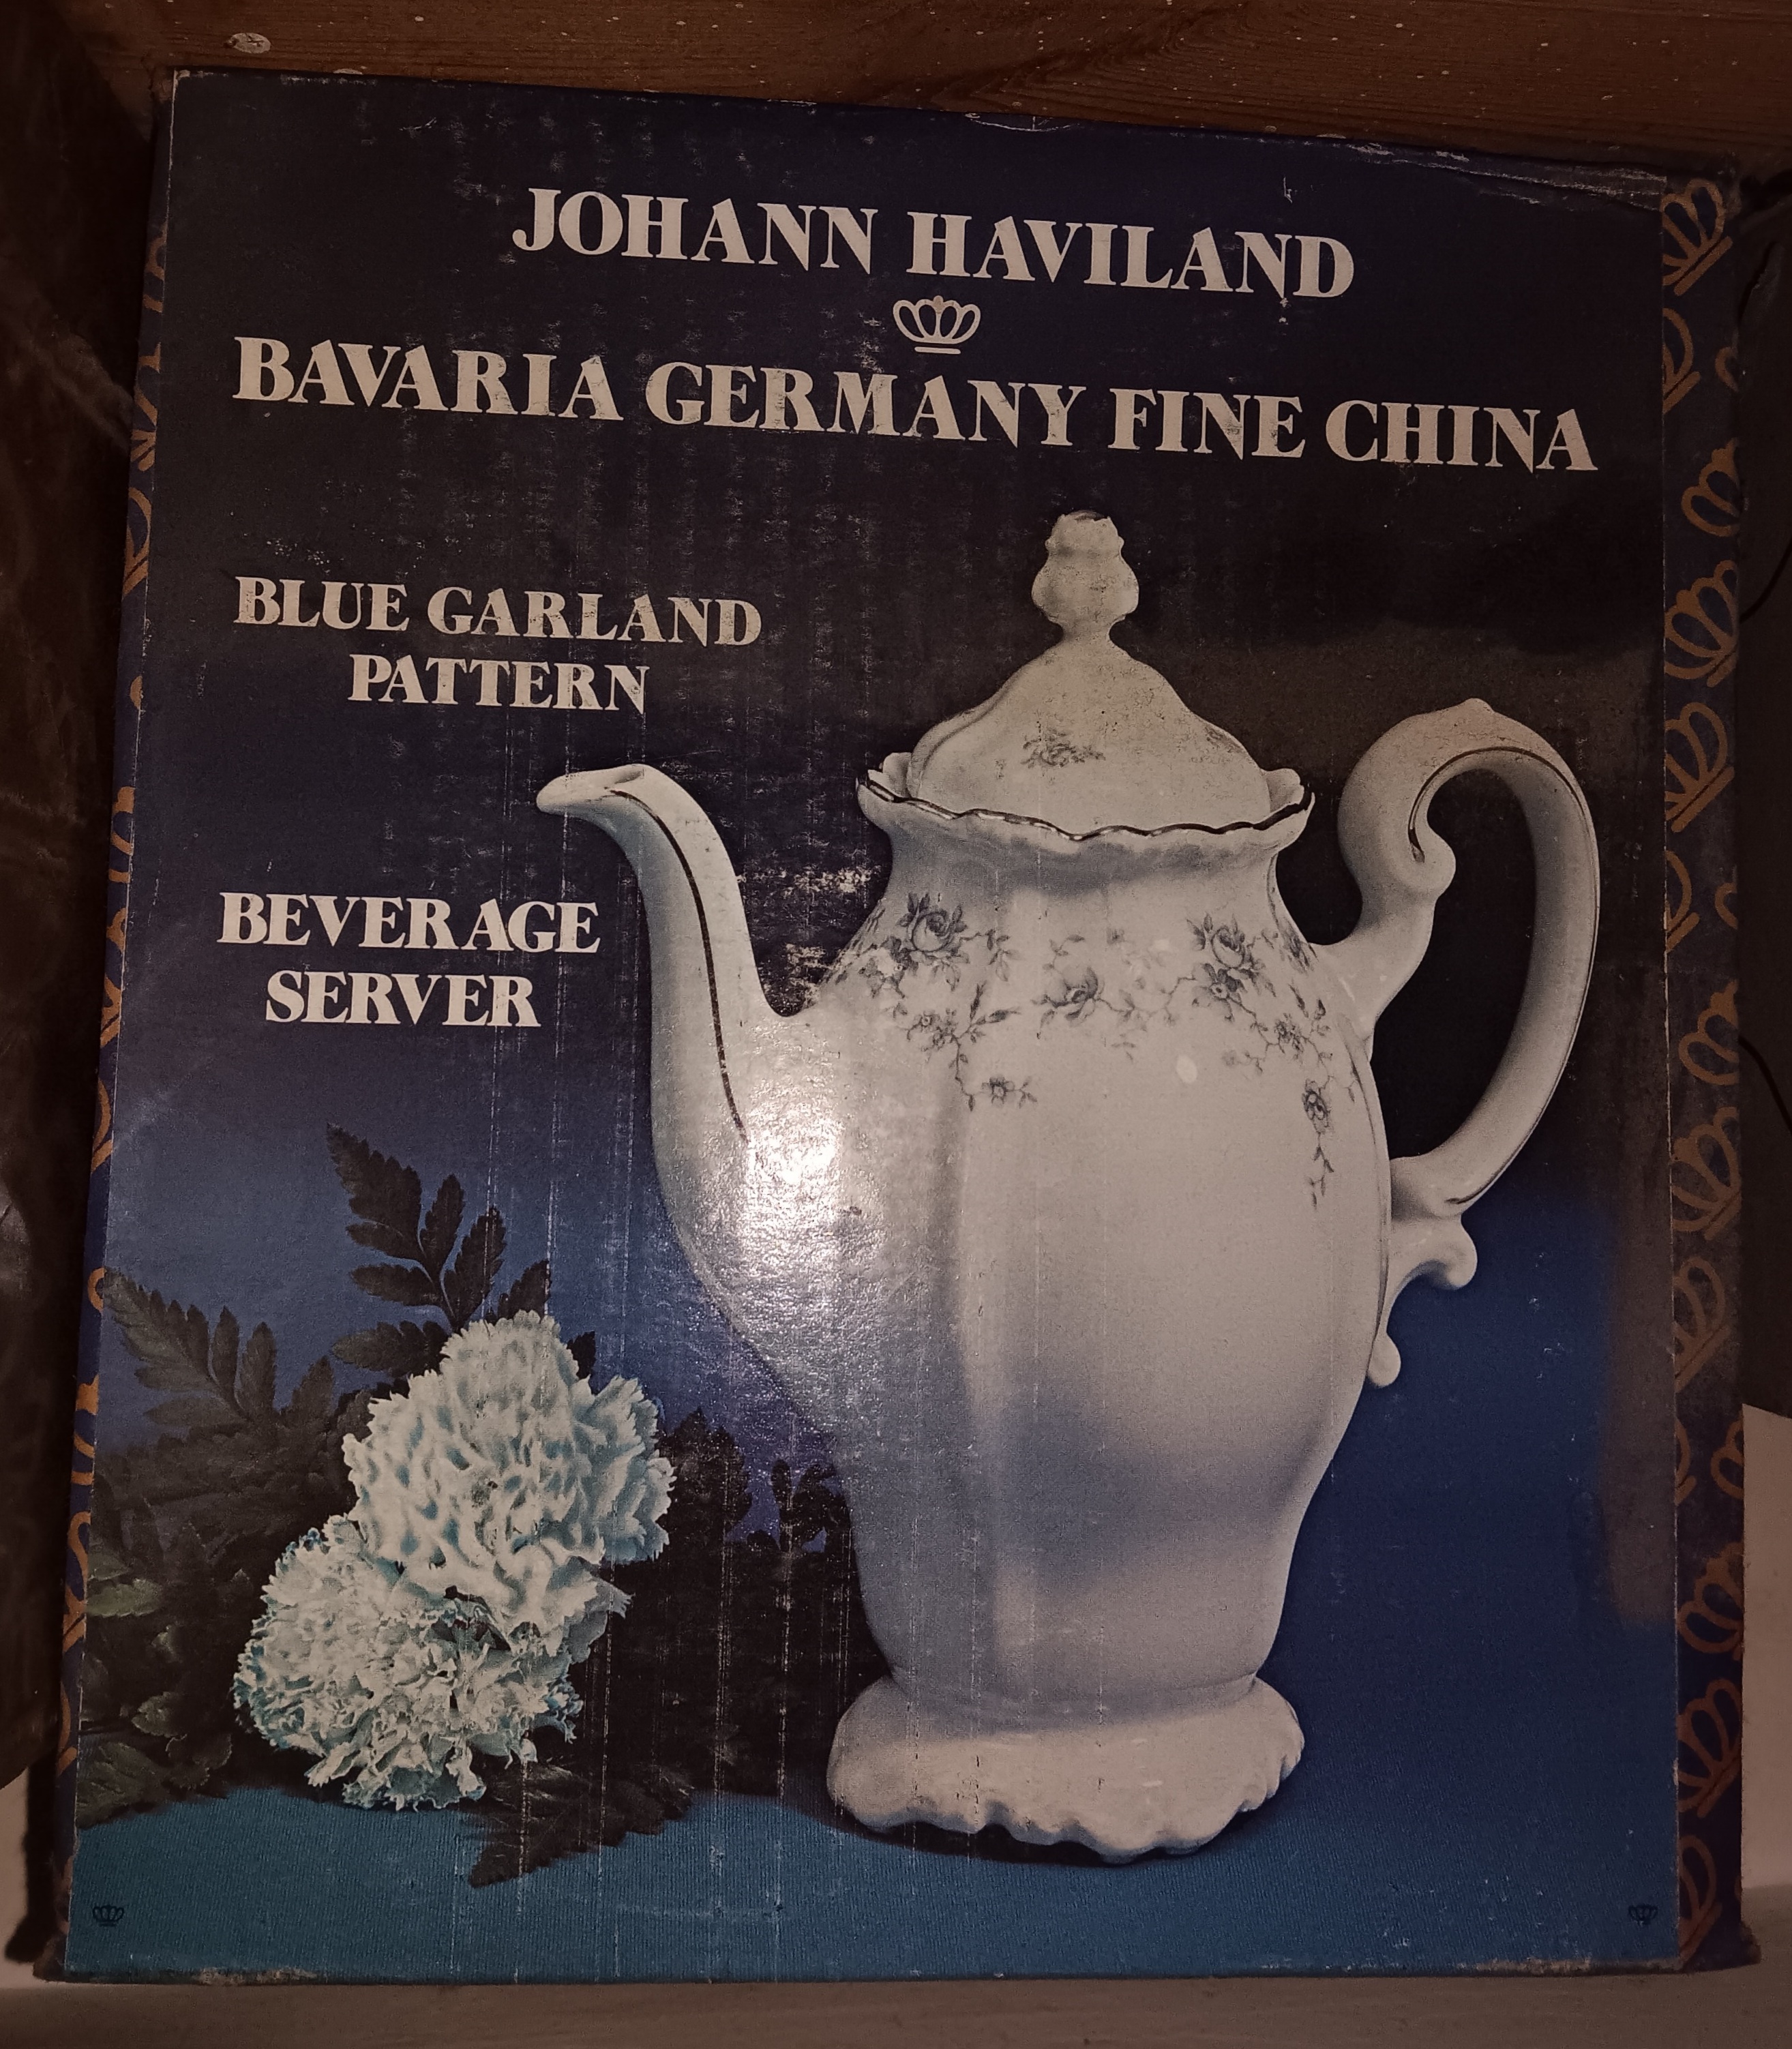 JOHANN HAVILAND
BAVARIA GERMANY FINE CHINA
BLUE GARLAND
PATTERN
BEVERAGE
SERVER